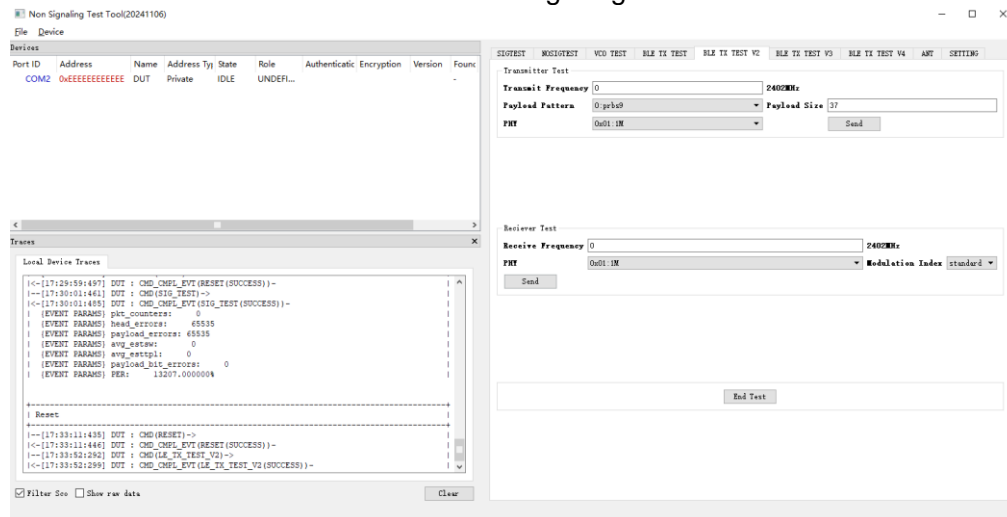 Non Signaling Test Tool(20241106)
File Device
Devices
Port ID Address Name Address Ty State Role Authenticatic Encryption Version Found
COM2 0xEEEEEEEEEEEE DUT Private IDLE UNDEFI... -
Traces
Local Device Traces
|<-[17:29:59:497] DUT : CMD_CMPL_EVT(RESET(SUCCESS))- |
|--[17:30:01:461] DUT : CMD(SIG_TEST)-> |
|<-[17:30:01:485] DUT : CMD_CMPL_EVT(SIG_TEST(SUCCESS))- |
| {EVENT PARAMS} pkt_counters: 0 |
| {EVENT PARAMS} head_errors: 65535 |
| {EVENT PARAMS} payload_errors: 65535 |
| {EVENT PARAMS} avg_estsw: 0 |
| {EVENT PARAMS} avg_esttpl: 0 |
| {EVENT PARAMS} payload_bit_errors: 0 |
| {EVENT PARAMS} PER: 13207.000000% |
| Reset |
|--[17:33:11:435] DUT : CMD(RESET)-> |
|<-[17:33:11:446] DUT : CMD_CMPL_EVT(RESET(SUCCESS))- |
|--[17:33:52:292] DUT : CMD(LE_TX_TEST_V2)-> |
|<-[17:33:52:299] DUT : CMD_CMPL_EVT(LE_TX_TEST_V2(SUCCESS))- |
Filter Sco Show raw data Clear
SIGTEST NOSIGTEST VCO TEST BLE TX TEST BLE TX TEST V2 BLE TX TEST V3 BLE TX TEST V4 ANT SETTING
Transmitter Test
Transmit Frequency 0 2402MHz
Payload Pattern 0:prbs9 Payload Size 37
PHY 0x01:1M Send
Reciever Test
Receive Frequency 0 2402MHz
PHY 0x01:1M Modulation Index standard
Send
End Test